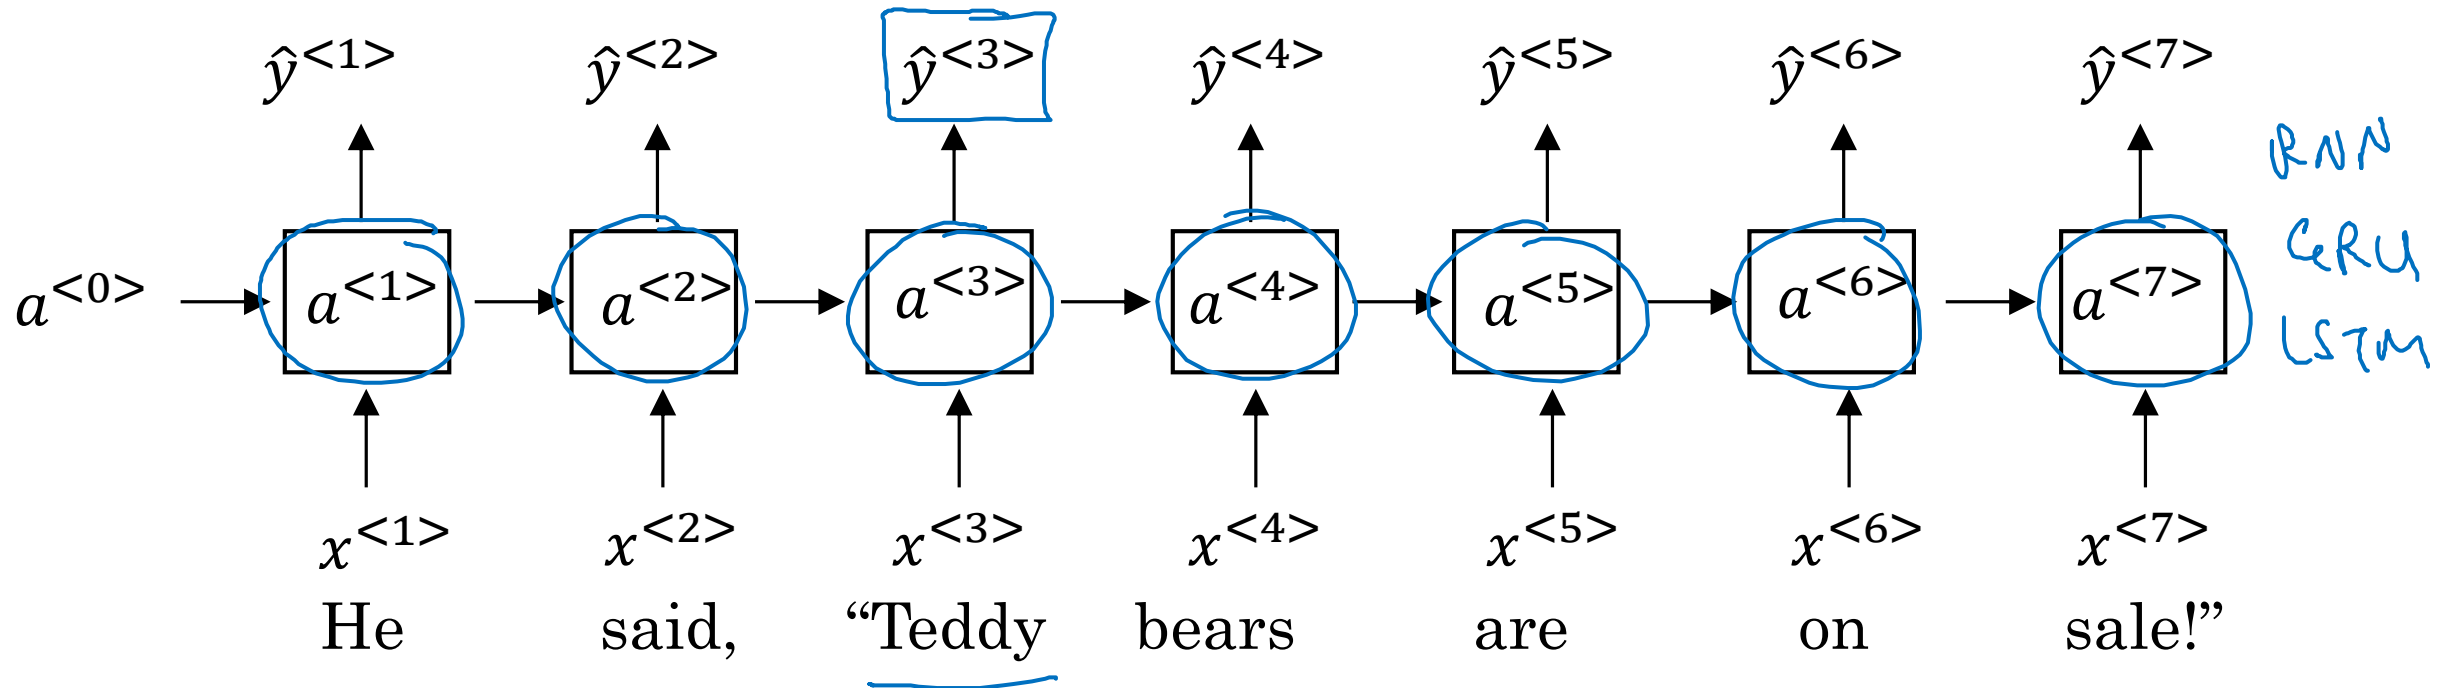 ŷ<1> ŷ<2> ŷ<3> ŷ<4> ŷ<5> ŷ<6> ŷ<7>
RNN
GRU
LSTM
a<0> a<1> a<2> a<3> a<4> a<5> a<6> a<7>
x<1> x<2> x<3> x<4> x<5> x<6> x<7>
He said, “Teddy bears are on sale!”